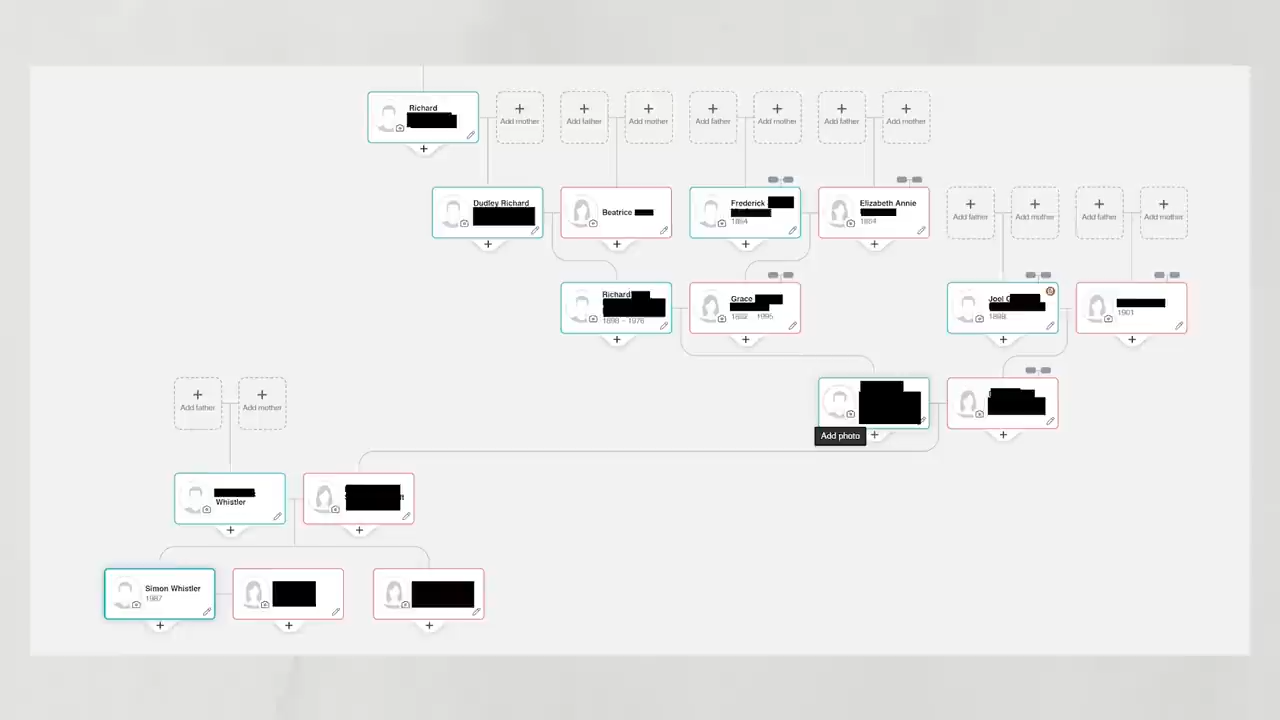 Richard
+
Add mother
+
Add father
+
Add mother
+
Add father
+
Add mother
+
Add father
+
Add mother
+
Dudley Richard
Beatrice
Frederick
1864
Elizabeth Annie
1864
+
Add father
+
Add mother
+
Add father
+
Add mother
+
+
+
+
Richard
1898 – 1976
Grace
1995
Joel
1901
+
+
+
+
+
Add father
+
Add mother
Add photo
+
+
Whistler
+
+
Simon Whistler
1987
+
+
+